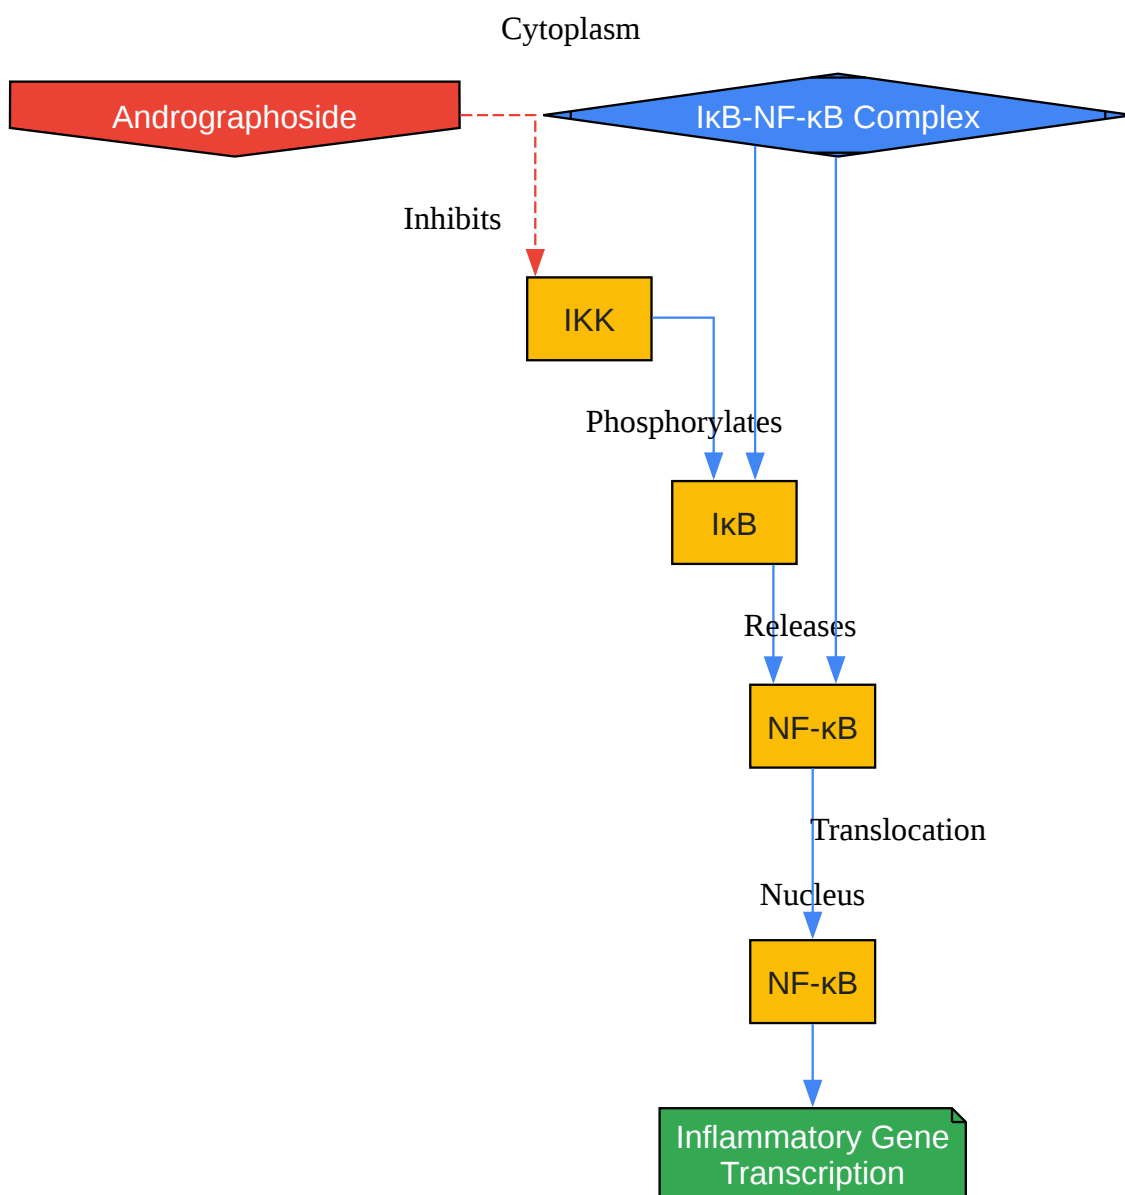 Cytoplasm
Andrographoside
IκB-NF-κB Complex
Inhibits
IKK
Phosphorylates
IκB
Releases
NF-κB
Translocation
Nucleus
NF-κB
Inflammatory Gene
Transcription